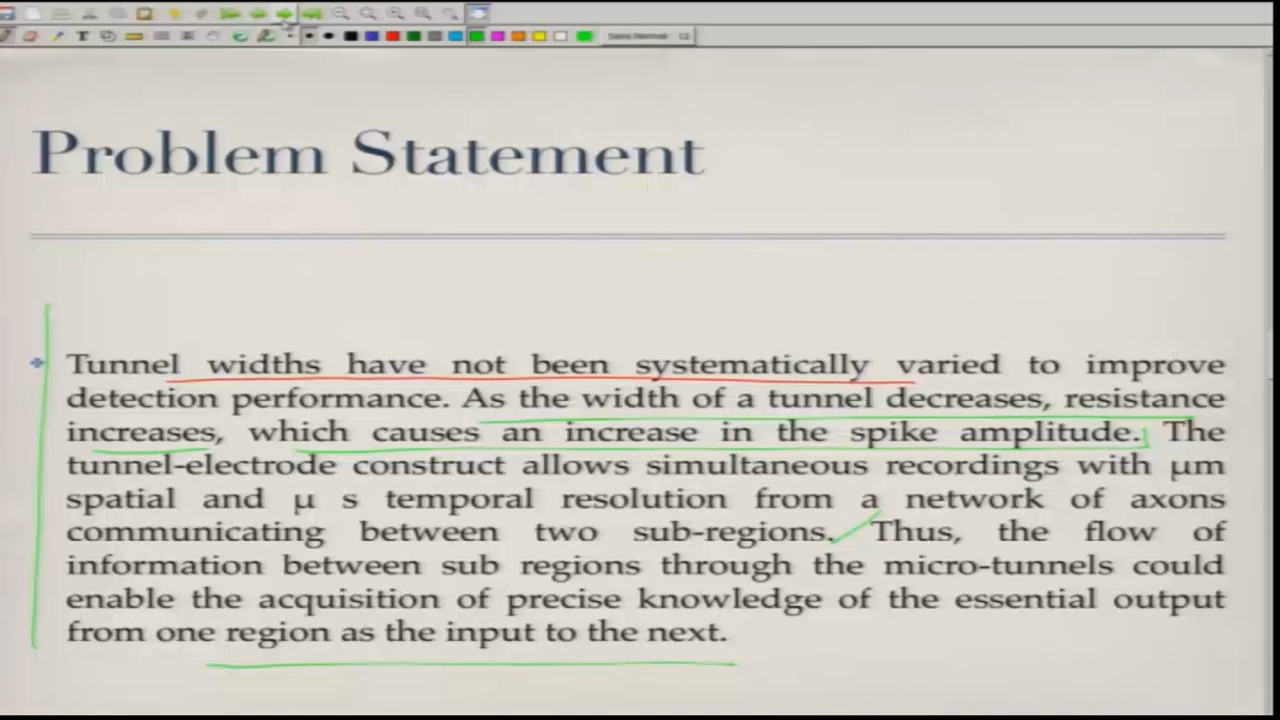 T
Sans Normal 12
Problem Statement
Tunnel widths have not been systematically varied to improve
detection performance. As the width of a tunnel decreases, resistance
increases, which causes an increase in the spike amplitude. The
tunnel-electrode construct allows simultaneous recordings with μm
spatial and μ s temporal resolution from a network of axons
communicating between two sub-regions. Thus, the flow of
information between sub regions through the micro-tunnels could
enable the acquisition of precise knowledge of the essential output
from one region as the input to the next.